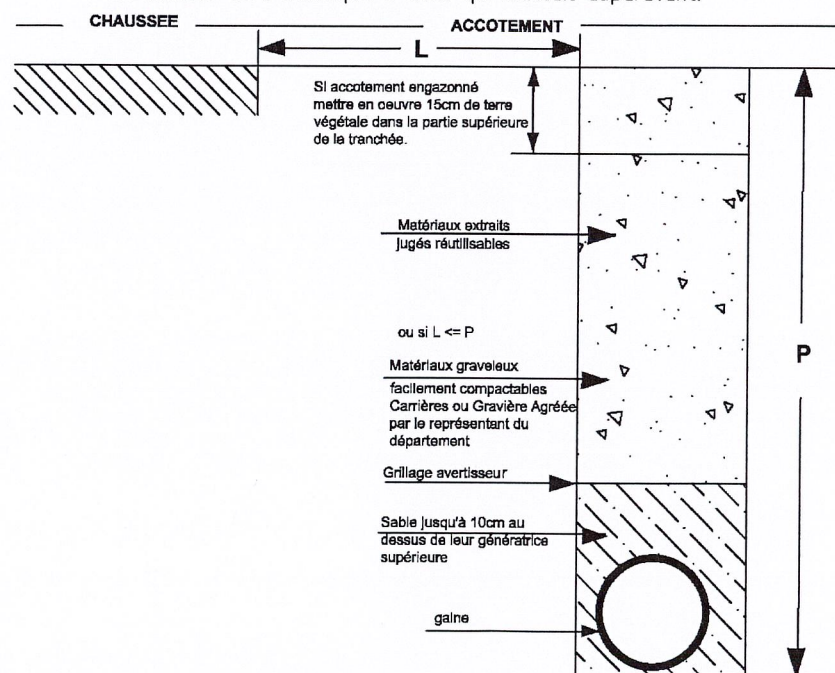 CHAUSSEE
ACCOTEMENT
L
Si accotement engazonné
mettre en oeuvre 15cm de terre
végétale dans la partie supérieure
de la tranchée.
Matériaux extraits
jugés réutilisables
ou si L <= P
P
Matériaux graveleux
facilement compactables
Carrières ou Gravière Agréée
par le représentant du
département
Grillage avertisseur
Sable jusqu'à 10cm au
dessus de leur génératrice
supérieure
gaine